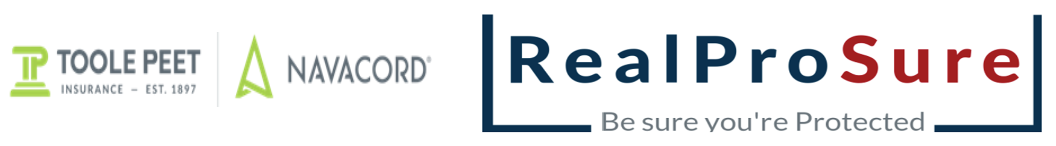 TOOLE PEET
INSURANCE – EST. 1897
NAVACORD®
RealProSure
Be sure you're Protected